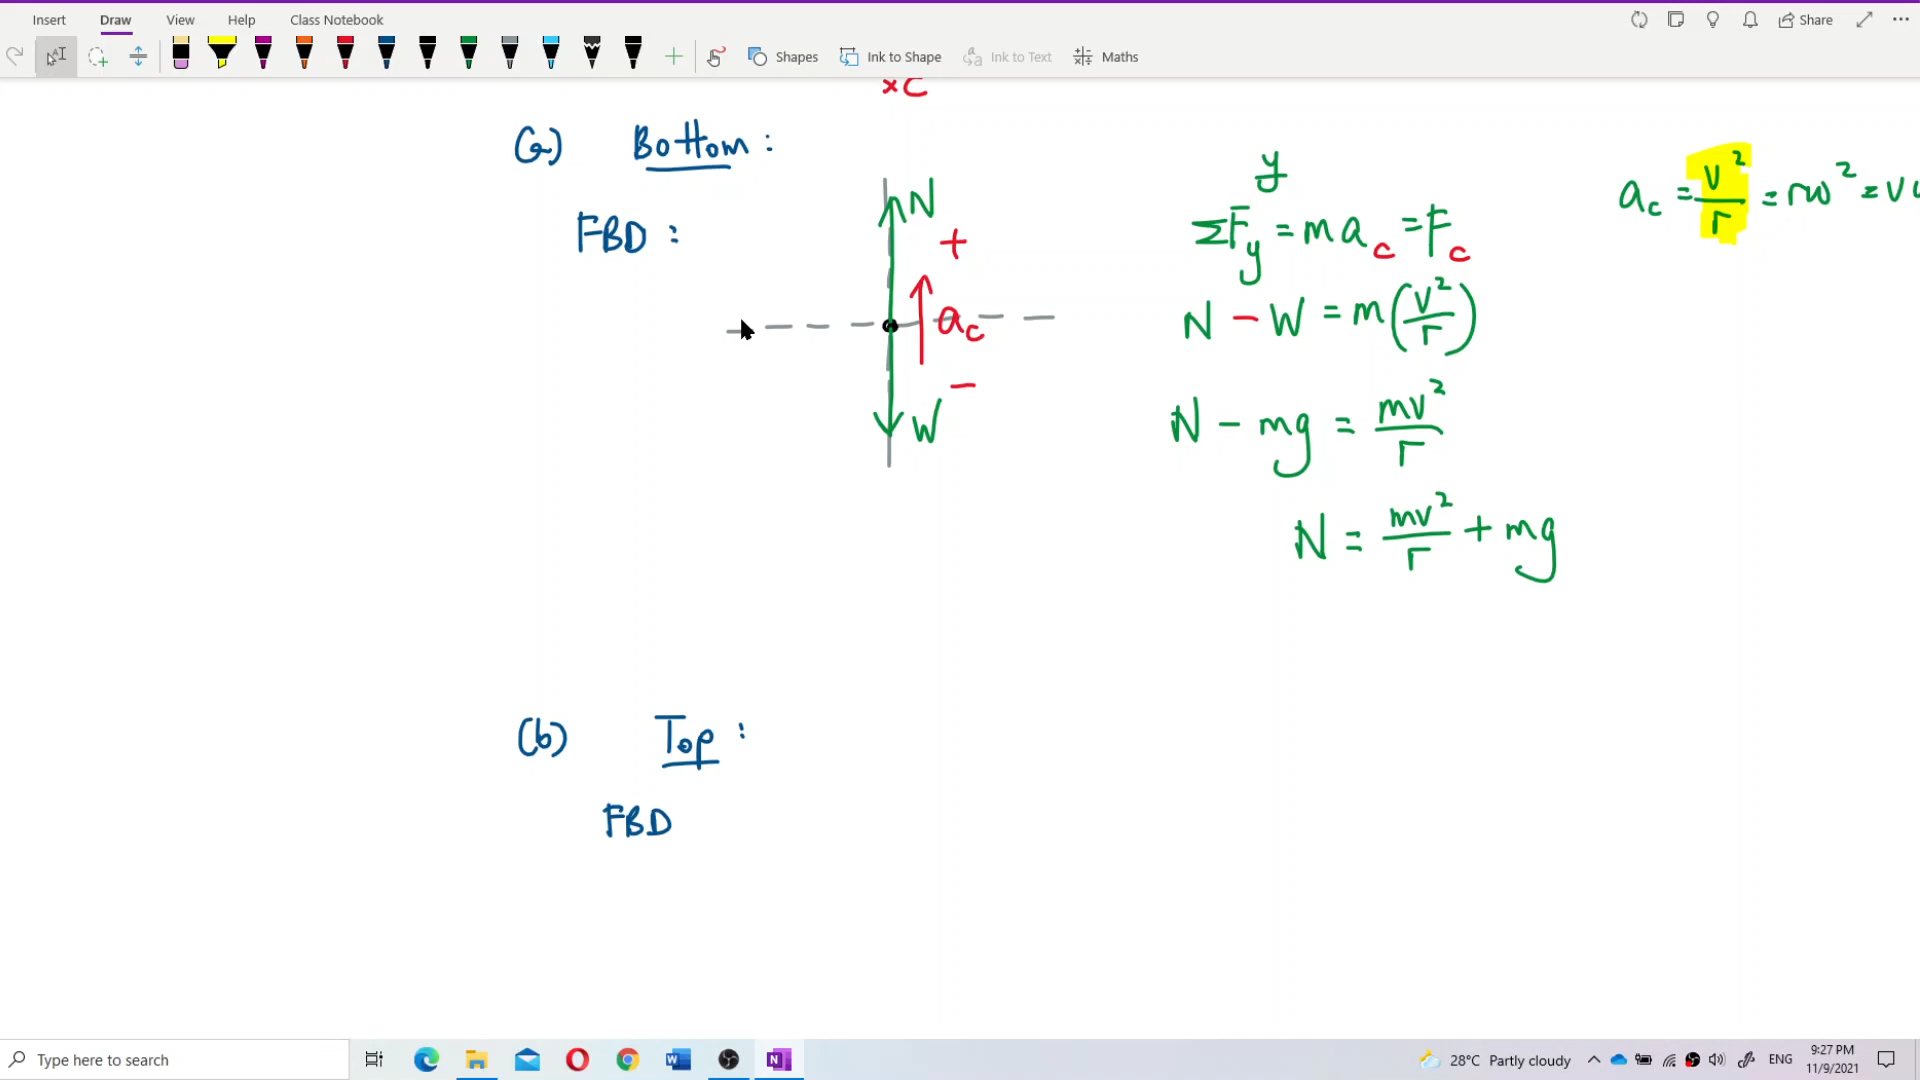 Insert Draw View Help Class Notebook Share
Shapes Ink to Shape Ink to Text Maths
×C
(a) Bottom :
FBD :
N
+
a_c
−
W
y
ΣF_y = ma_c = F_c
N − W = m(v²/r)
N − mg = mv²/r
N = mv²/r + mg
a_c = v²/r = rω² = v
(b) Top :
FBD
Type here to search
28°C Partly cloudy ENG 9:27 PM
11/9/2021